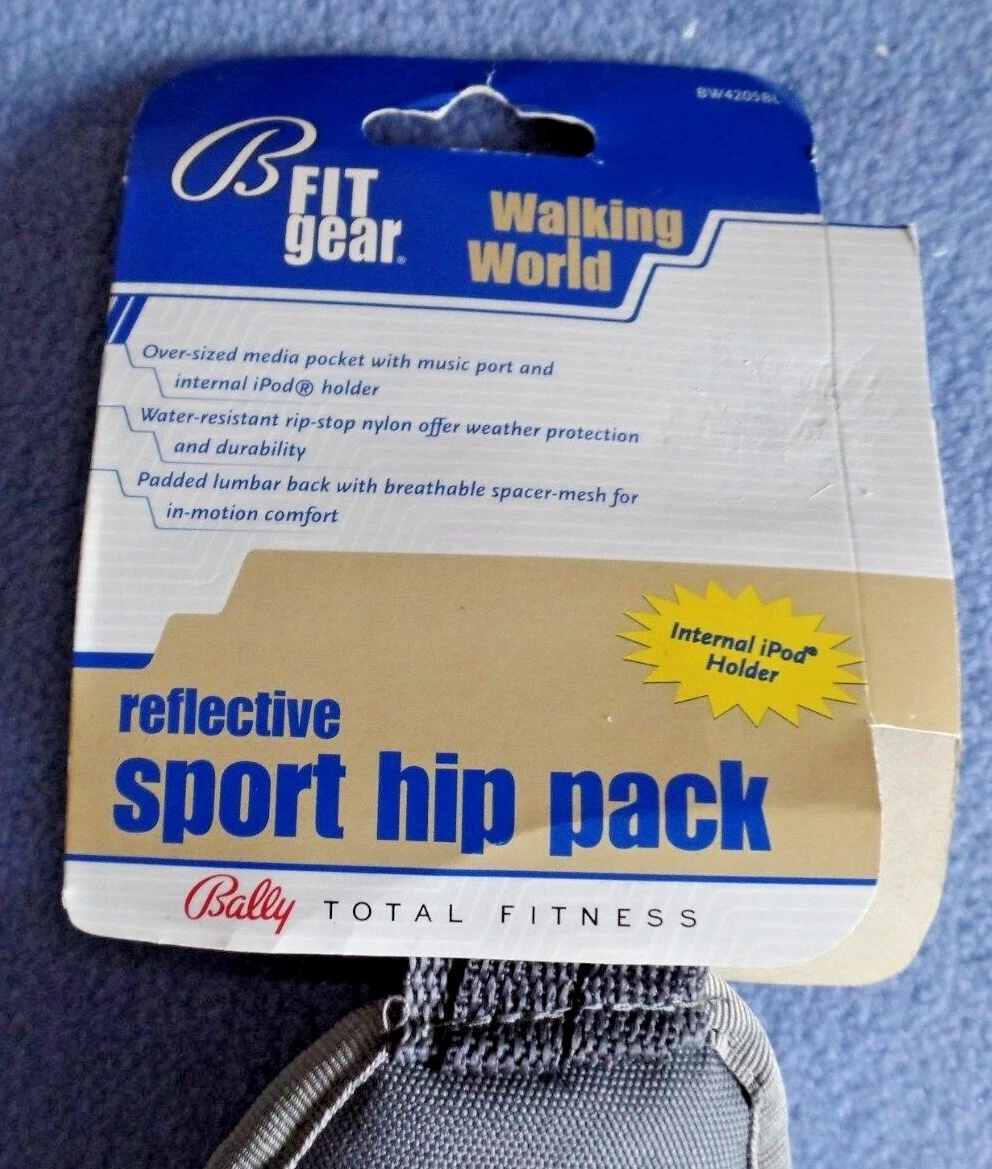 BW4205BL
B FIT
gear®
Walking
World
Over-sized media pocket with music port and
internal iPod® holder
Water-resistant rip-stop nylon offer weather protection
and durability
Padded lumbar back with breathable spacer-mesh for
in-motion comfort
Internal iPod®
Holder
reflective
sport hip pack
Bally TOTAL FITNESS